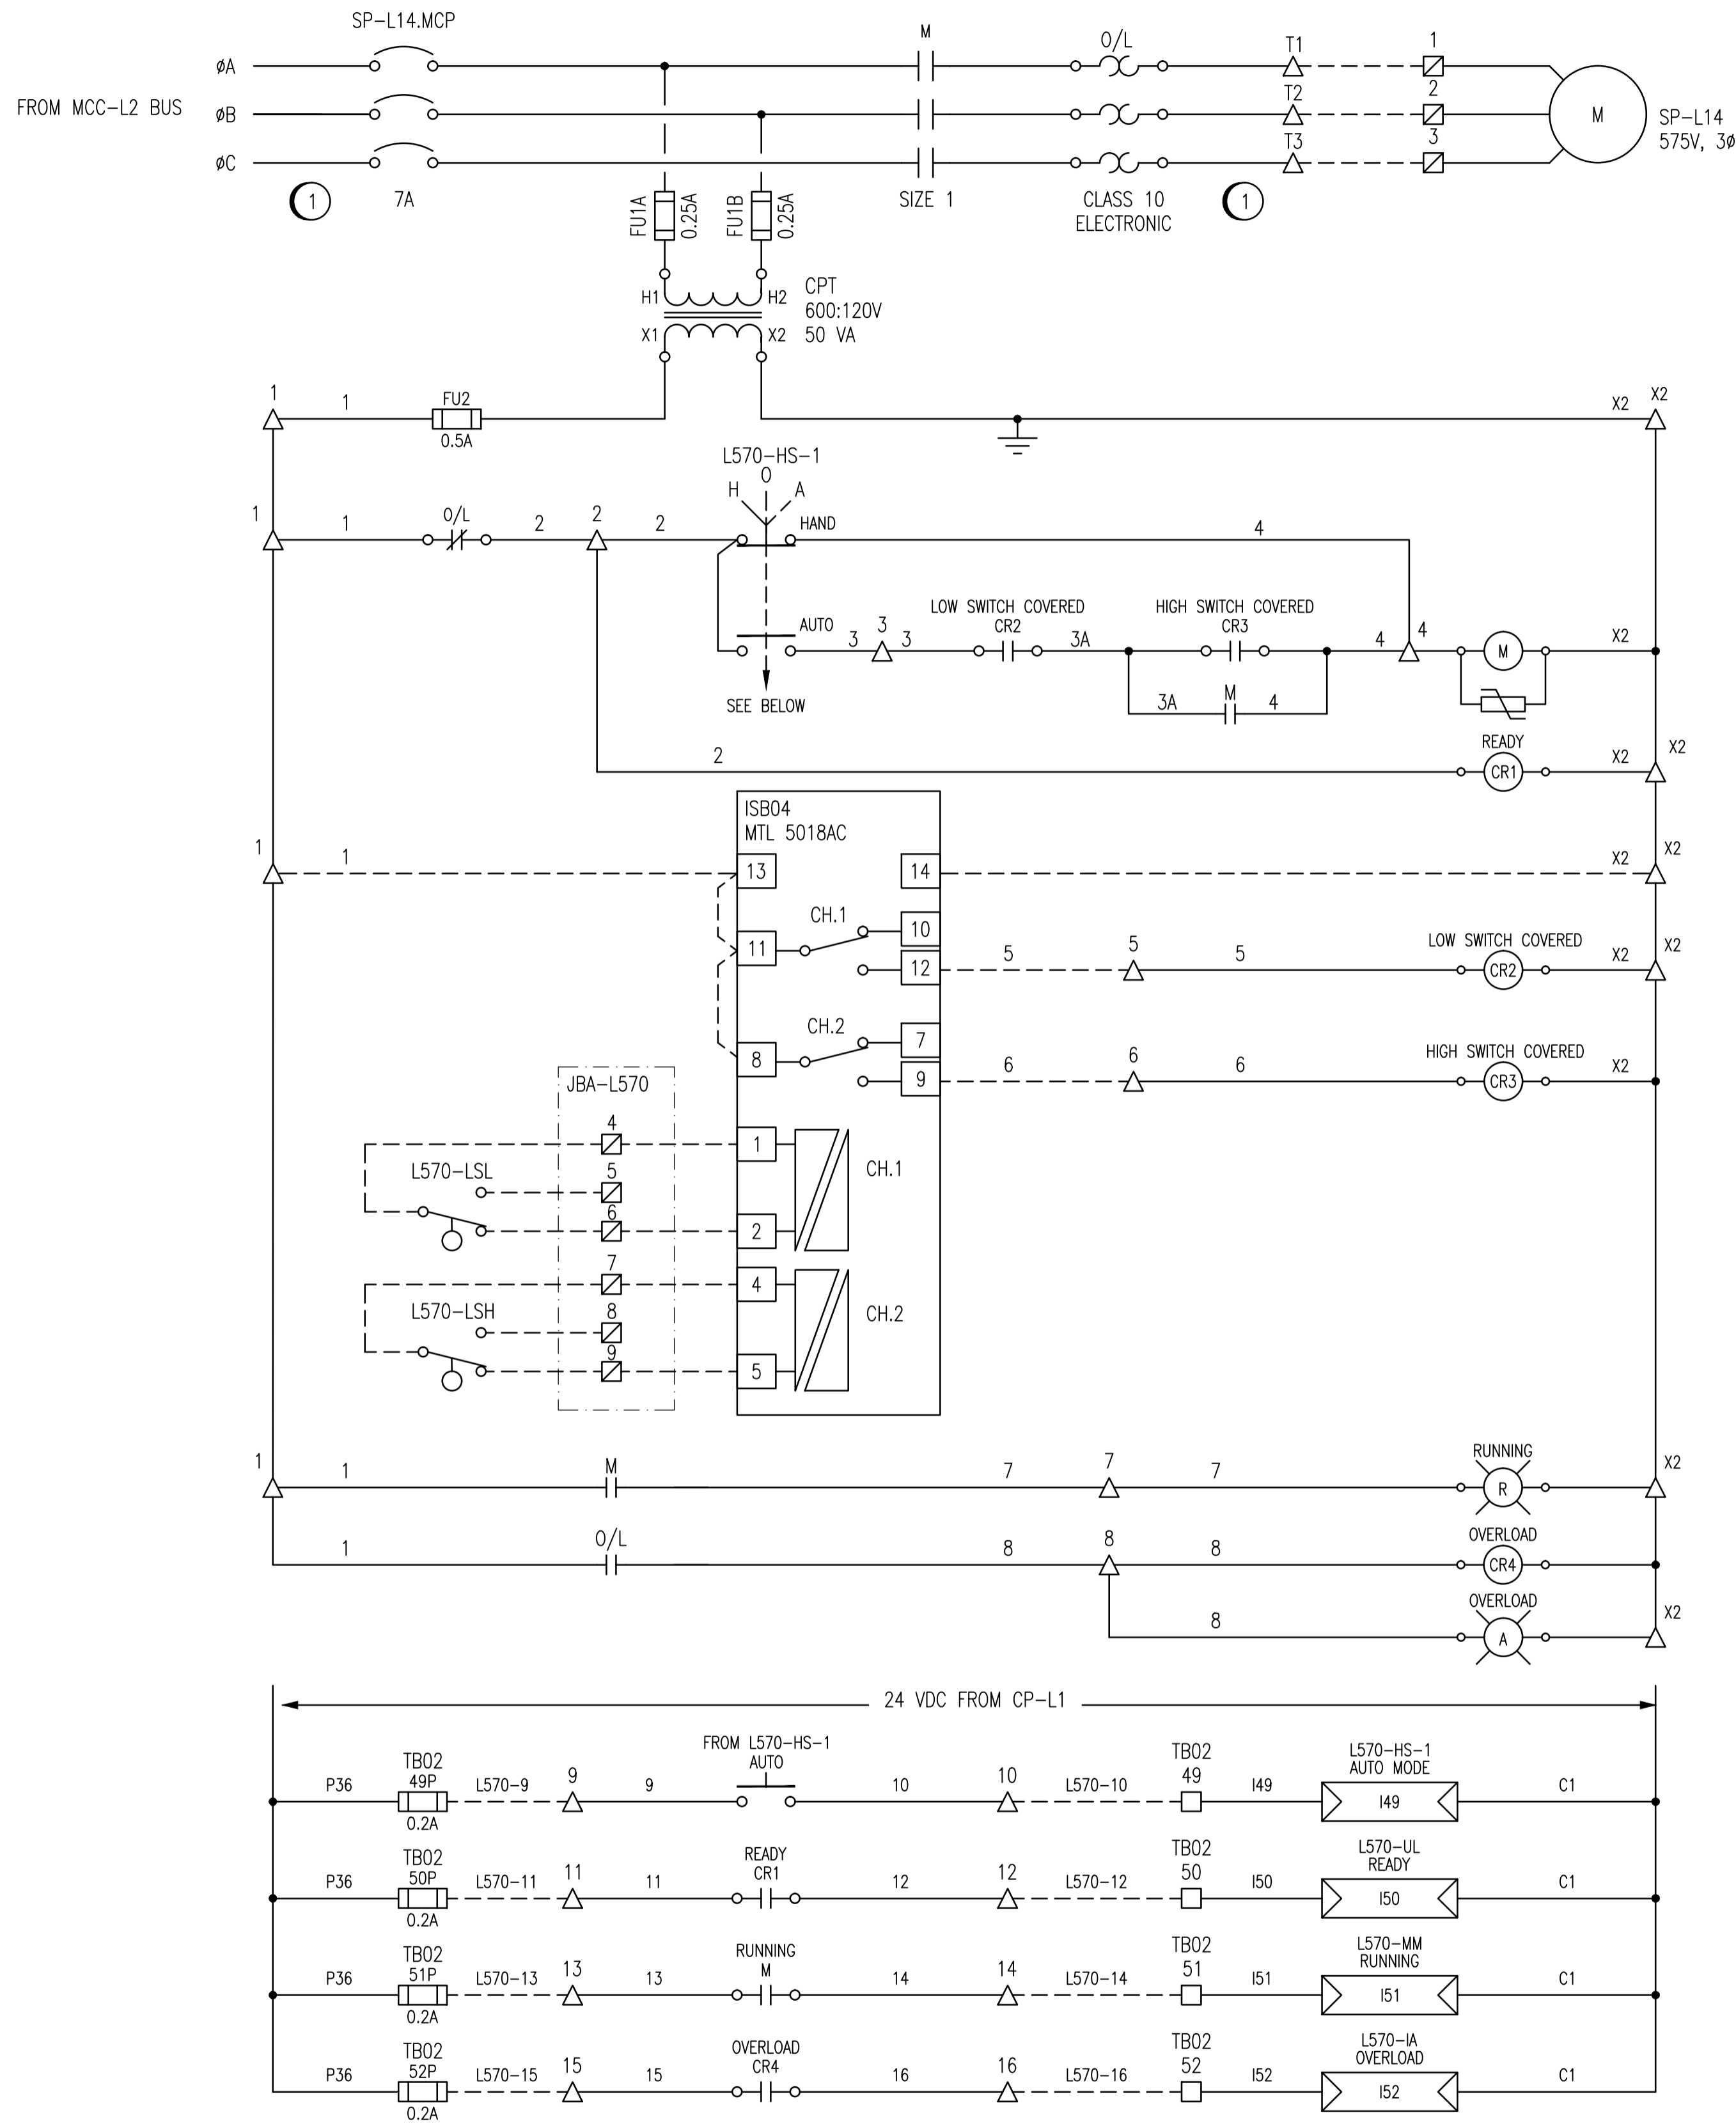 SP-L14.MCP
M
O/L
T1
1
øA
T2
2
FROM MCC-L2 BUS
øB
M
SP-L14
575V, 3ø
T3
3
øC
1
7A
SIZE 1
CLASS 10
ELECTRONIC
1
FU1A
0.25A
FU1B
0.25A
H1
H2
CPT
600:120V
50 VA
X1
X2
1
1
FU2
0.5A
X2
X2
L570-HS-1
O
H
A
1
1
O/L
2
2
2
HAND
4
AUTO
LOW SWITCH COVERED
CR2
HIGH SWITCH COVERED
CR3
3
3
3
3A
4
4
M
X2
SEE BELOW
3A
M
4
READY
2
CR1
X2
X2
ISB04
MTL 5018AC
1
1
13
14
X2
X2
CH.1
10
11
12
5
5
5
LOW SWITCH COVERED
CR2
X2
X2
CH.2
7
8
9
6
6
6
HIGH SWITCH COVERED
CR3
X2
JBA-L570
4
1
L570-LSL
5
CH.1
6
2
7
4
L570-LSH
8
CH.2
9
5
1
1
M
7
7
7
RUNNING
R
X2
1
O/L
8
8
8
OVERLOAD
CR4
8
OVERLOAD
A
X2
24 VDC FROM CP-L1
P36
TB02
49P
0.2A
L570-9
9
9
FROM L570-HS-1
AUTO
10
10
L570-10
TB02
49
I49
L570-HS-1
AUTO MODE
I49
C1
P36
TB02
50P
0.2A
L570-11
11
11
READY
CR1
12
12
L570-12
TB02
50
I50
L570-UL
READY
I50
C1
P36
TB02
51P
0.2A
L570-13
13
13
RUNNING
M
14
14
L570-14
TB02
51
I51
L570-MM
RUNNING
I51
C1
P36
TB02
52P
0.2A
L570-15
15
15
OVERLOAD
CR4
16
16
L570-16
TB02
52
I52
L570-IA
OVERLOAD
I52
C1